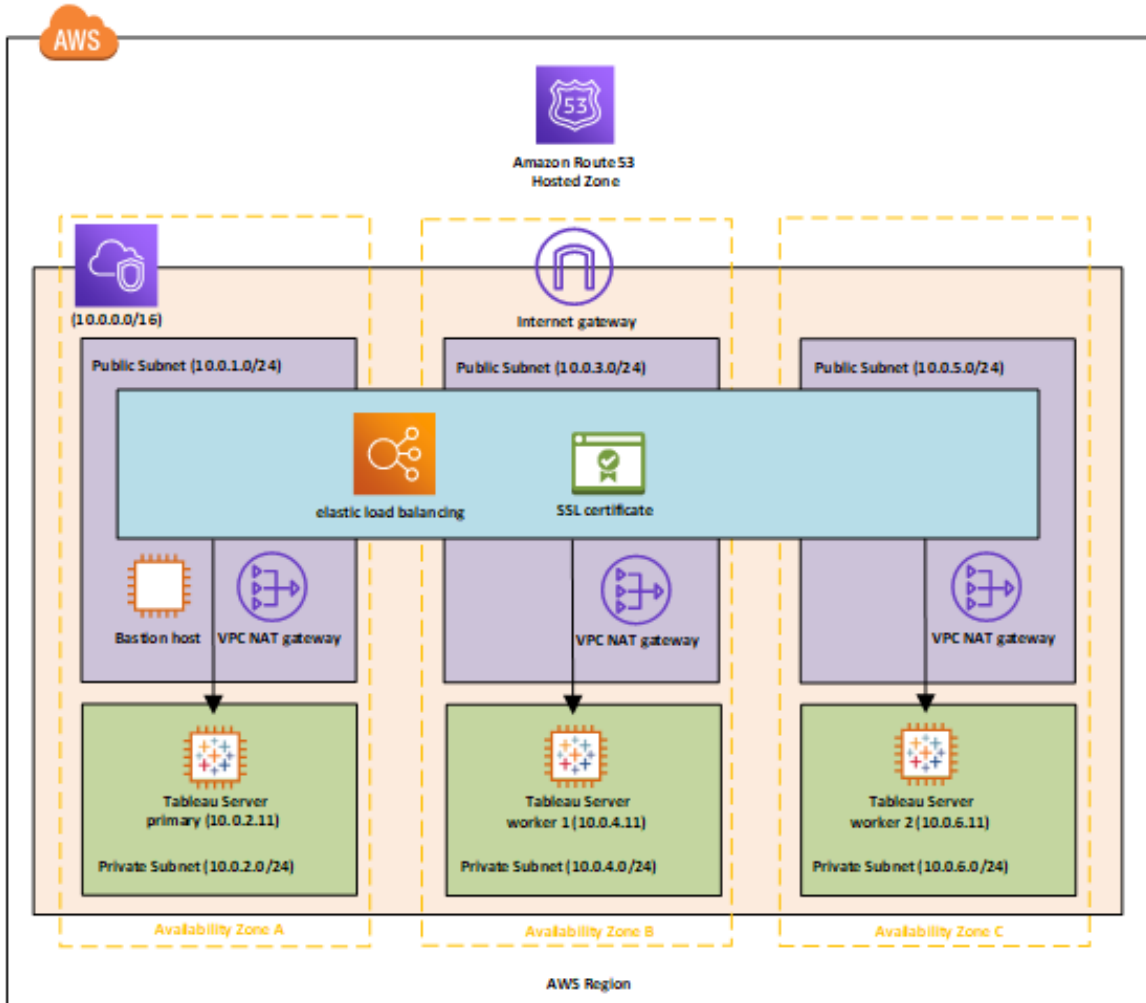 AWS
53
Amazon Route 53
Hosted Zone
(10.0.0.0/16)
Internet gateway
Public Subnet (10.0.1.0/24)
Public Subnet (10.0.3.0/24)
Public Subnet (10.0.5.0/24)
elastic load balancing
SSL certificate
Bastion host
VPC NAT gateway
VPC NAT gateway
VPC NAT gateway
Tableau Server
primary (10.0.2.11)
Private Subnet (10.0.2.0/24)
Tableau Server
worker 1 (10.0.4.11)
Private Subnet (10.0.4.0/24)
Tableau Server
worker 2 (10.0.6.11)
Private Subnet (10.0.6.0/24)
Availability Zone A
Availability Zone B
Availability Zone C
AWS Region